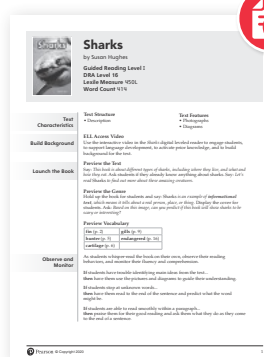 Sharks
Sharks
by Susan Hughes
Guided Reading Level I
DRA Level 16
Lexile Measure 450L
Word Count 414
Text Characteristics
Text Structure
• Description
Text Features
• Photographs
• Diagrams
Build Background
ELL Access Video
Use the interactive video in the Sharks digital leveled reader to engage students,
to support language development, to activate prior knowledge, and to build
background for the text.
Launch the Book
Preview the Text
Say: This book is about different types of sharks, including where they live, and what and
how they eat. Ask students if they already know anything about sharks. Say: Let's
read Sharks to find out more about these amazing creatures.
Preview the Genre
Hold up the book for students and say: Sharks is an example of informational
text, which means it tells about a real person, place, or thing. Display the cover for
students. Ask: Based on this image, can you predict if this book will show sharks to be
scary or interesting?
Preview Vocabulary
fin (p. 2)
gills (p. 9)
hunter (p. 5)
endangered (p. 16)
cartilage (p. 6)
Observe and Monitor
As students whisper-read the book on their own, observe their reading
behaviors, and monitor their fluency and comprehension.
If students have trouble identifying main ideas from the text...
then have them use the pictures and diagrams to guide their understanding.
If students stop at unknown words...
then have them read to the end of the sentence and predict what the word
might be.
If students are able to read smoothly within a paragraph...
then praise them for their good reading and ask them what they do as they come
to the end of a sentence.
Pearson © Copyright 2020